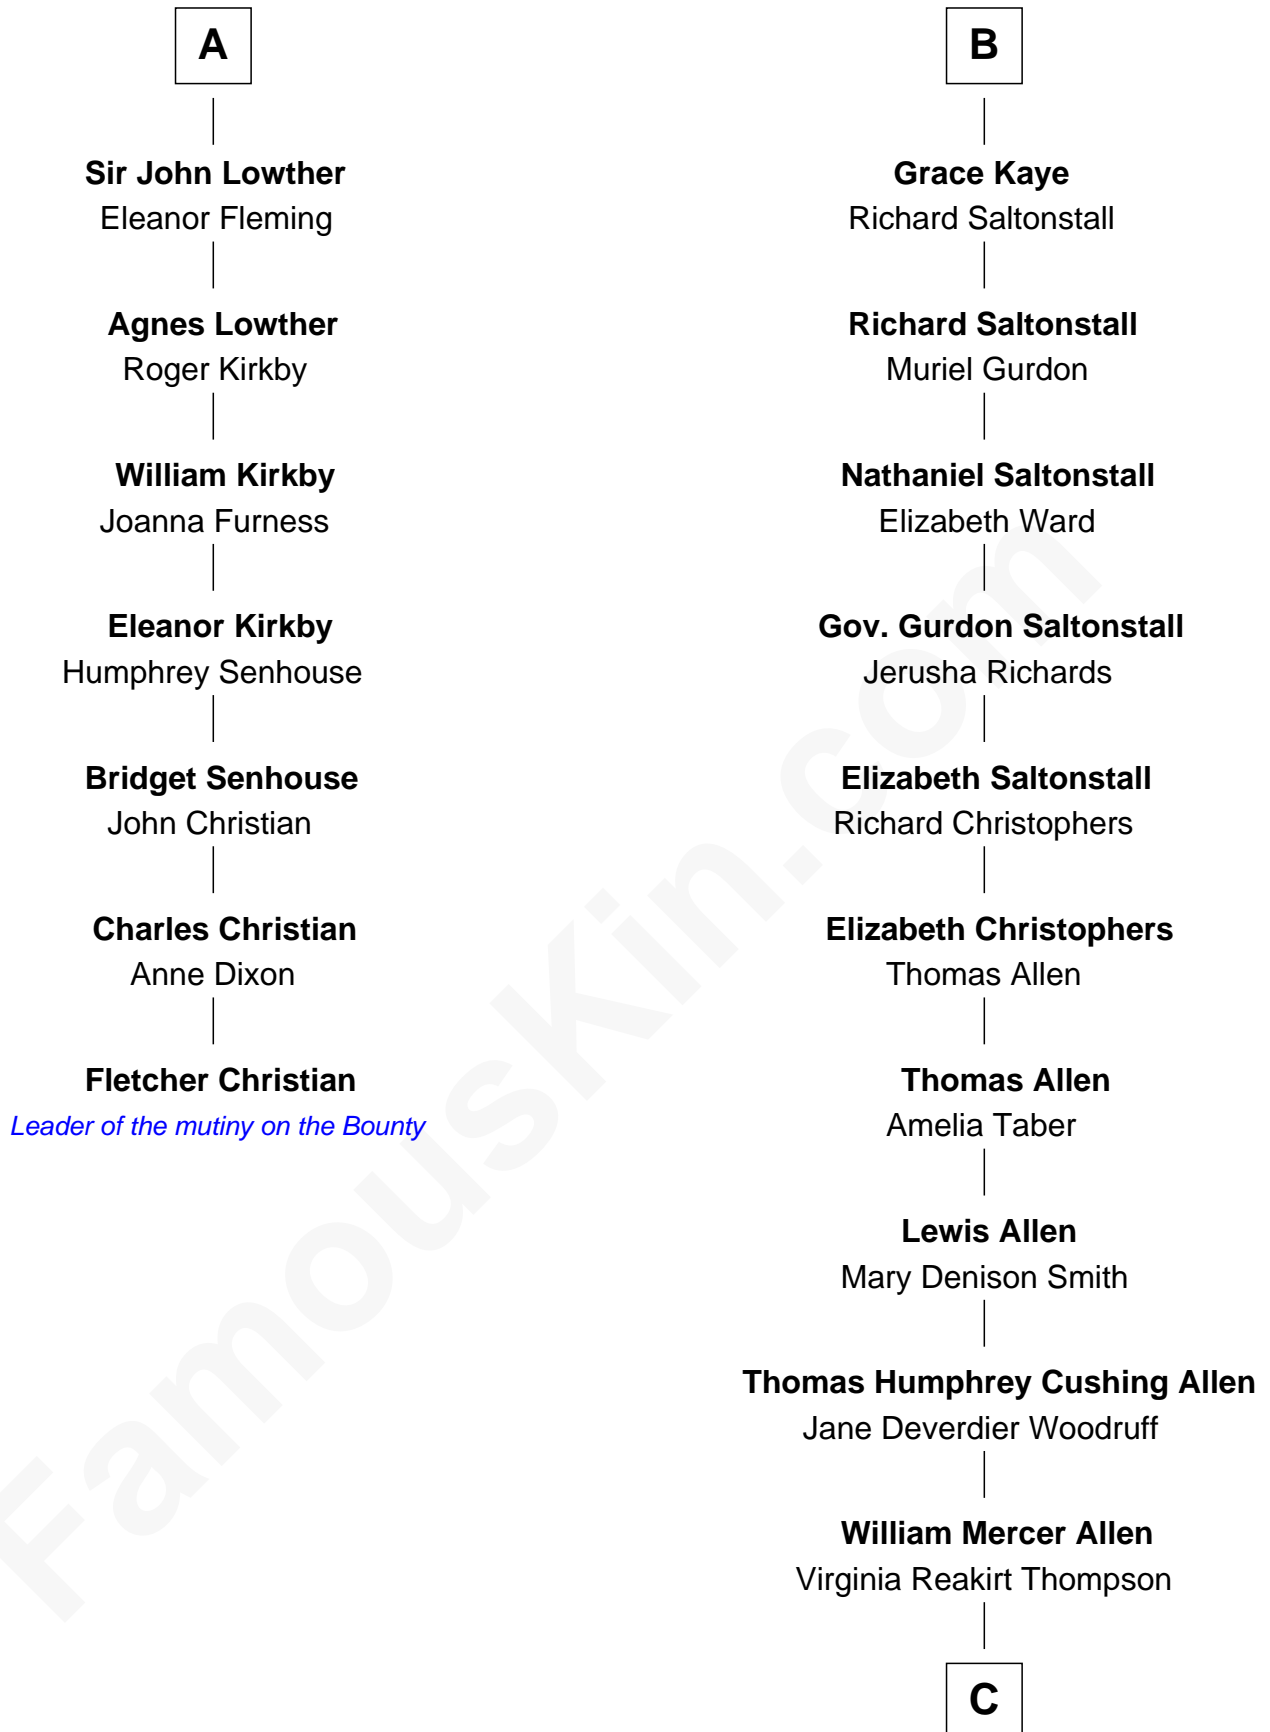 A
Sir John Lowther
Eleanor Fleming
Agnes Lowther
Roger Kirkby
William Kirkby
Joanna Furness
Eleanor Kirkby
Humphrey Senhouse
Bridget Senhouse
John Christian
Charles Christian
Anne Dixon
Fletcher Christian
Leader of the mutiny on the Bounty
B
Grace Kaye
Richard Saltonstall
Richard Saltonstall
Muriel Gurdon
Nathaniel Saltonstall
Elizabeth Ward
Gov. Gurdon Saltonstall
Jerusha Richards
Elizabeth Saltonstall
Richard Christophers
Elizabeth Christophers
Thomas Allen
Thomas Allen
Amelia Taber
Lewis Allen
Mary Denison Smith
Thomas Humphrey Cushing Allen
Jane Deverdier Woodruff
William Mercer Allen
Virginia Reakirt Thompson
C
FamousKin.com